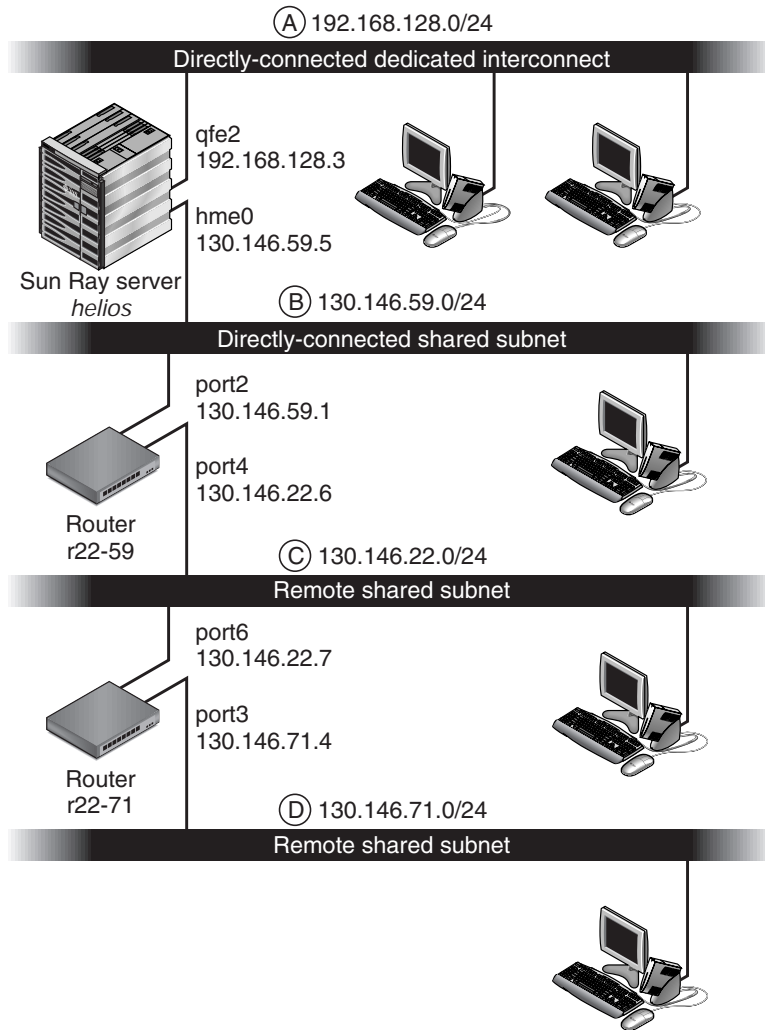 A 192.168.128.0/24
Directly-connected dedicated interconnect
qfe2
192.168.128.3
hme0
130.146.59.5
Sun Ray server
helios
B 130.146.59.0/24
Directly-connected shared subnet
port2
130.146.59.1
port4
130.146.22.6
Router
r22-59
C 130.146.22.0/24
Remote shared subnet
port6
130.146.22.7
port3
130.146.71.4
Router
r22-71
D 130.146.71.0/24
Remote shared subnet